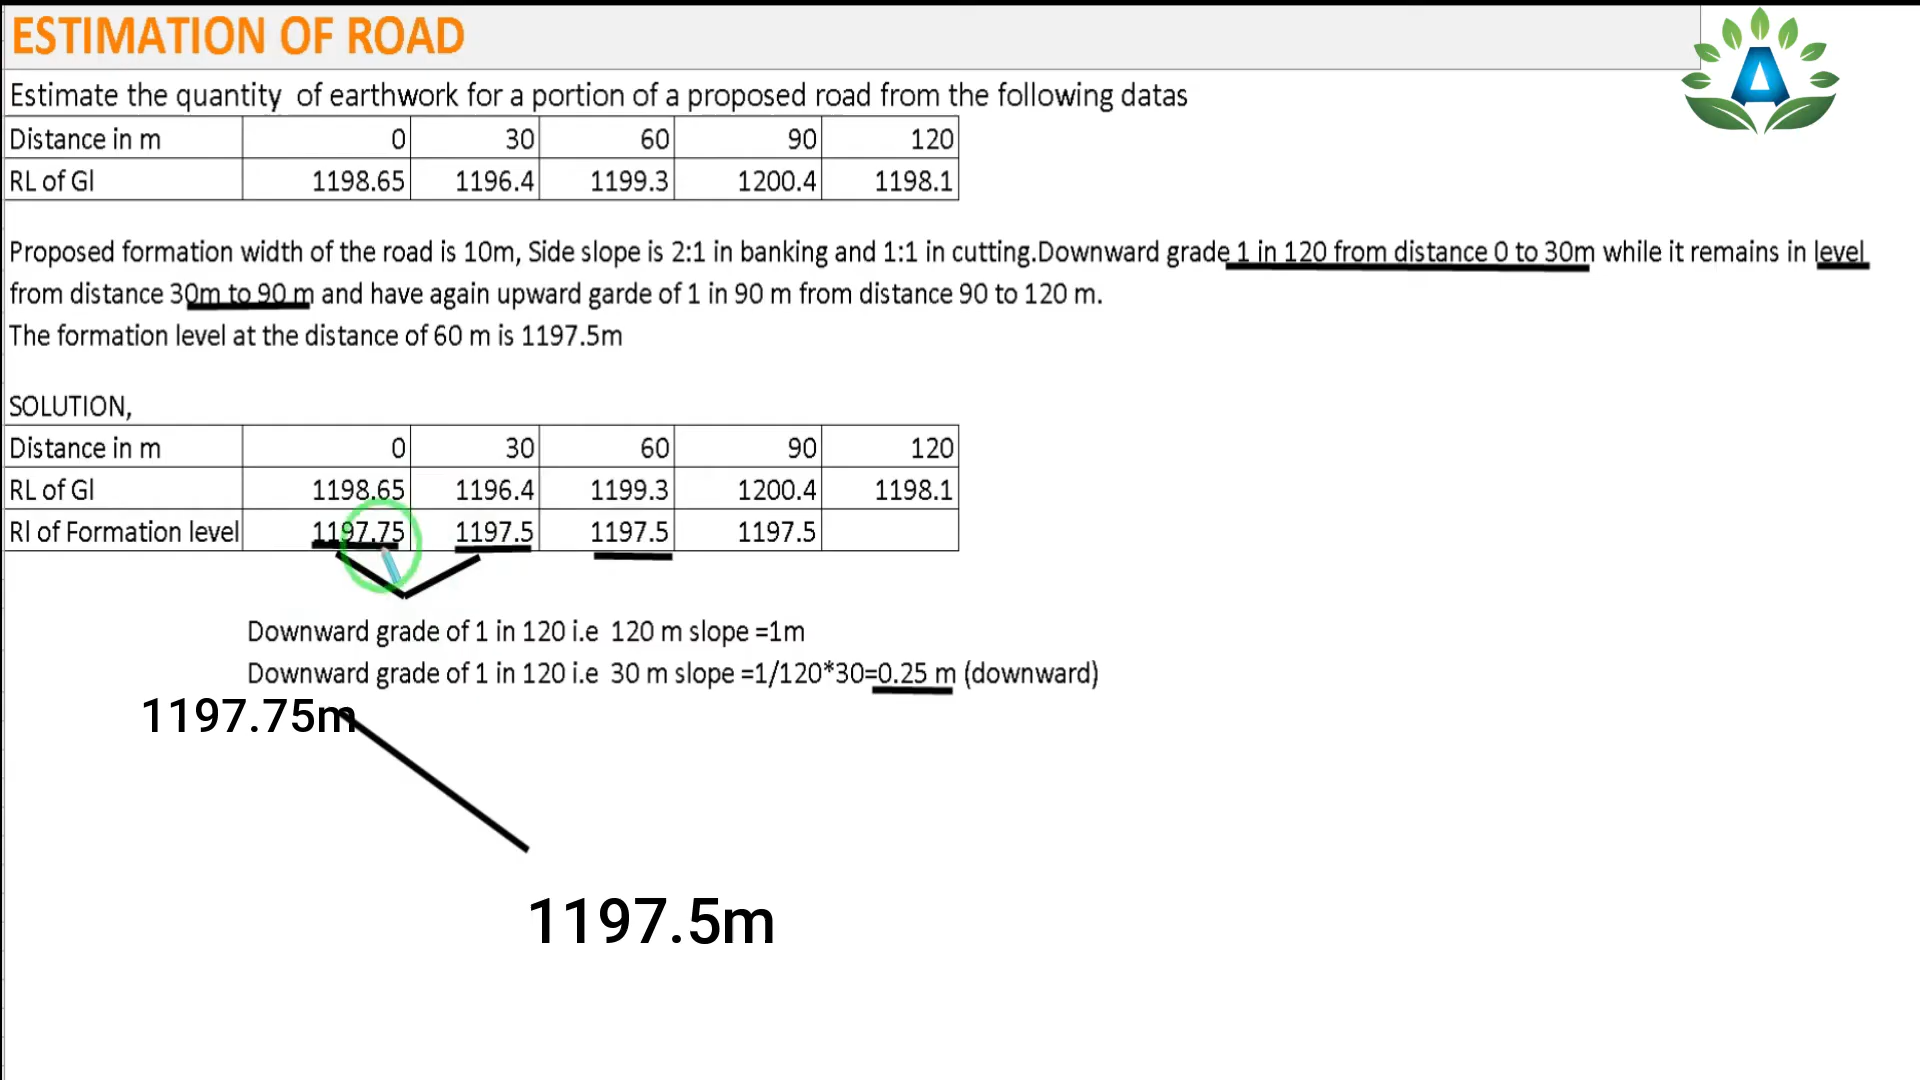 ESTIMATION OF ROAD
Estimate the quantity of earthwork for a portion of a proposed road from the following datas
Distance in m 0 30 60 90 120
RL of Gl 1198.65 1196.4 1199.3 1200.4 1198.1
Proposed formation width of the road is 10m, Side slope is 2:1 in banking and 1:1 in cutting.Downward grade 1 in 120 from distance 0 to 30m while it remains in level
from distance 30m to 90 m and have again upward garde of 1 in 90 m from distance 90 to 120 m.
The formation level at the distance of 60 m is 1197.5m
SOLUTION,
Distance in m 0 30 60 90 120
RL of Gl 1198.65 1196.4 1199.3 1200.4 1198.1
Rl of Formation level 1197.75 1197.5 1197.5 1197.5
Downward grade of 1 in 120 i.e 120 m slope =1m
Downward grade of 1 in 120 i.e 30 m slope =1/120*30=0.25 m (downward)
1197.75m
1197.5m
A